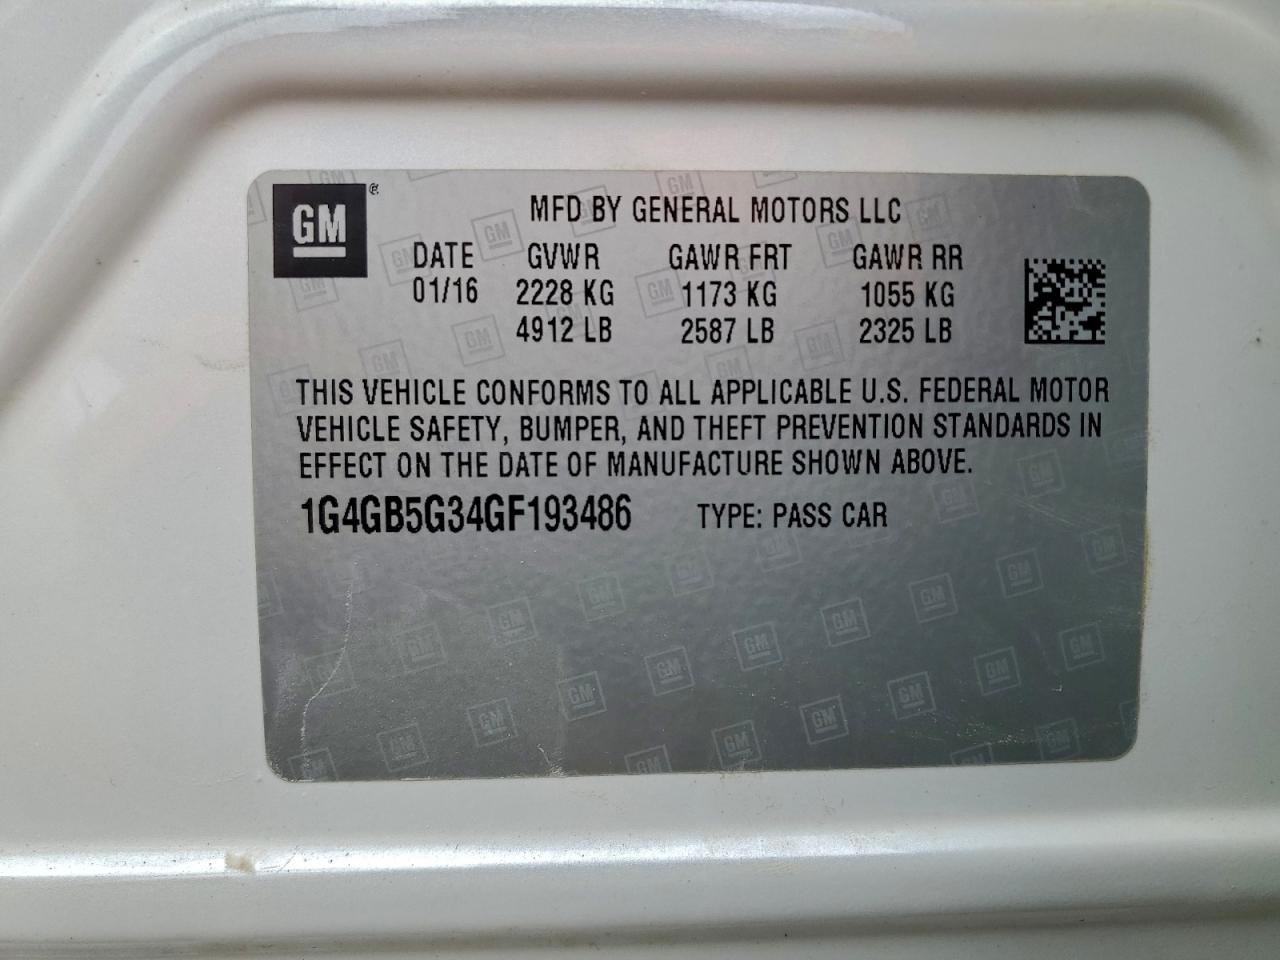 GM
MFD BY GENERAL MOTORS LLC
DATE GVWR GAWR FRT GAWR RR
01/16 2228 KG 1173 KG 1055 KG
4912 LB 2587 LB 2325 LB
THIS VEHICLE CONFORMS TO ALL APPLICABLE U.S. FEDERAL MOTOR
VEHICLE SAFETY, BUMPER, AND THEFT PREVENTION STANDARDS IN
EFFECT ON THE DATE OF MANUFACTURE SHOWN ABOVE.
1G4GB5G34GF193486 TYPE: PASS CAR